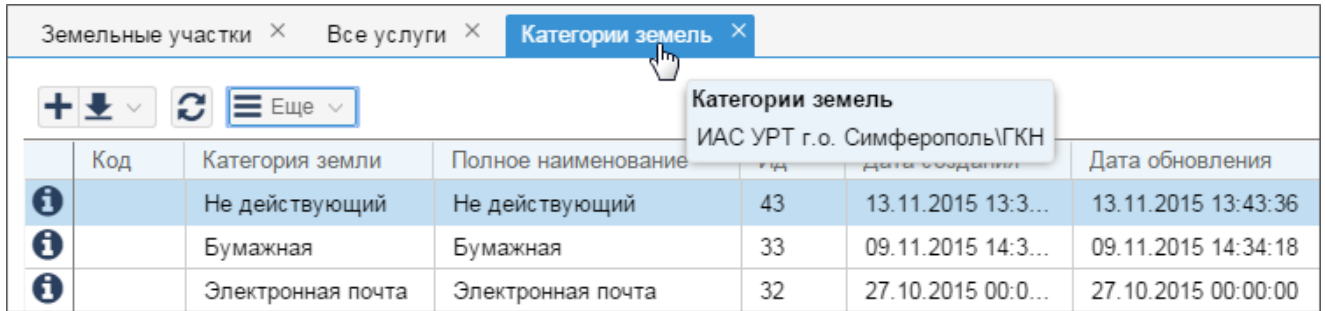 Земельные участки × Все услуги × Категории земель ×
Еще
Категории земель
ИАС УРТ г.о. Симферополь\ГКН
Код Категория земли Полное наименование Ид Дата создания Дата обновления
Не действующий Не действующий 43 13.11.2015 13:3... 13.11.2015 13:43:36
Бумажная Бумажная 33 09.11.2015 14:3... 09.11.2015 14:34:18
Электронная почта Электронная почта 32 27.10.2015 00:0... 27.10.2015 00:00:00